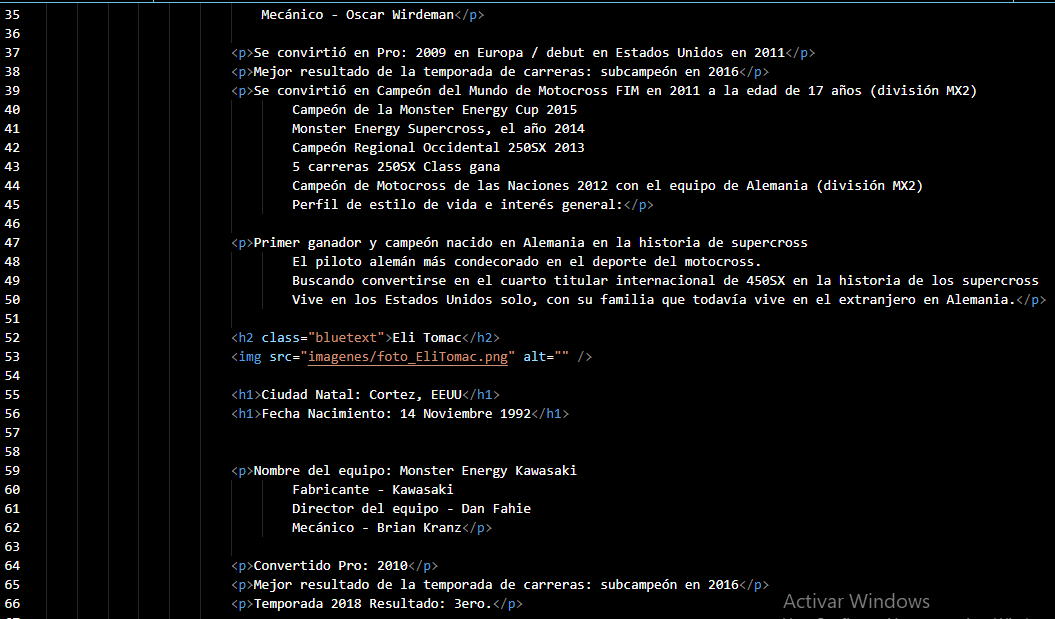 35 Mecánico - Oscar Wirdeman</p>
36
37 <p>Se convirtió en Pro: 2009 en Europa / debut en Estados Unidos en 2011</p>
38 <p>Mejor resultado de la temporada de carreras: subcampeón en 2016</p>
39 <p>Se convirtió en Campeón del Mundo de Motocross FIM en 2011 a la edad de 17 años (división MX2)
40 Campeón de la Monster Energy Cup 2015
41 Monster Energy Supercross, el año 2014
42 Campeón Regional Occidental 250SX 2013
43 5 carreras 250SX Class gana
44 Campeón de Motocross de las Naciones 2012 con el equipo de Alemania (división MX2)
45 Perfil de estilo de vida e interés general:</p>
46
47 <p>Primer ganador y campeón nacido en Alemania en la historia de supercross
48 El piloto alemán más condecorado en el deporte del motocross.
49 Buscando convertirse en el cuarto titular internacional de 450SX en la historia de los supercross
50 Vive en los Estados Unidos solo, con su familia que todavía vive en el extranjero en Alemania.</p>
51
52 <h2 class="bluetext">Eli Tomac</h2>
53 <img src="imagenes/foto_EliTomac.png" alt="" />
54
55 <h1>Ciudad Natal: Cortez, EEUU</h1>
56 <h1>Fecha Nacimiento: 14 Noviembre 1992</h1>
57
58
59 <p>Nombre del equipo: Monster Energy Kawasaki
60 Fabricante - Kawasaki
61 Director del equipo - Dan Fahie
62 Mecánico - Brian Kranz</p>
63
64 <p>Convertido Pro: 2010</p>
65 <p>Mejor resultado de la temporada de carreras: subcampeón en 2016</p>
66 <p>Temporada 2018 Resultado: 3ero.</p>
Activar Windows